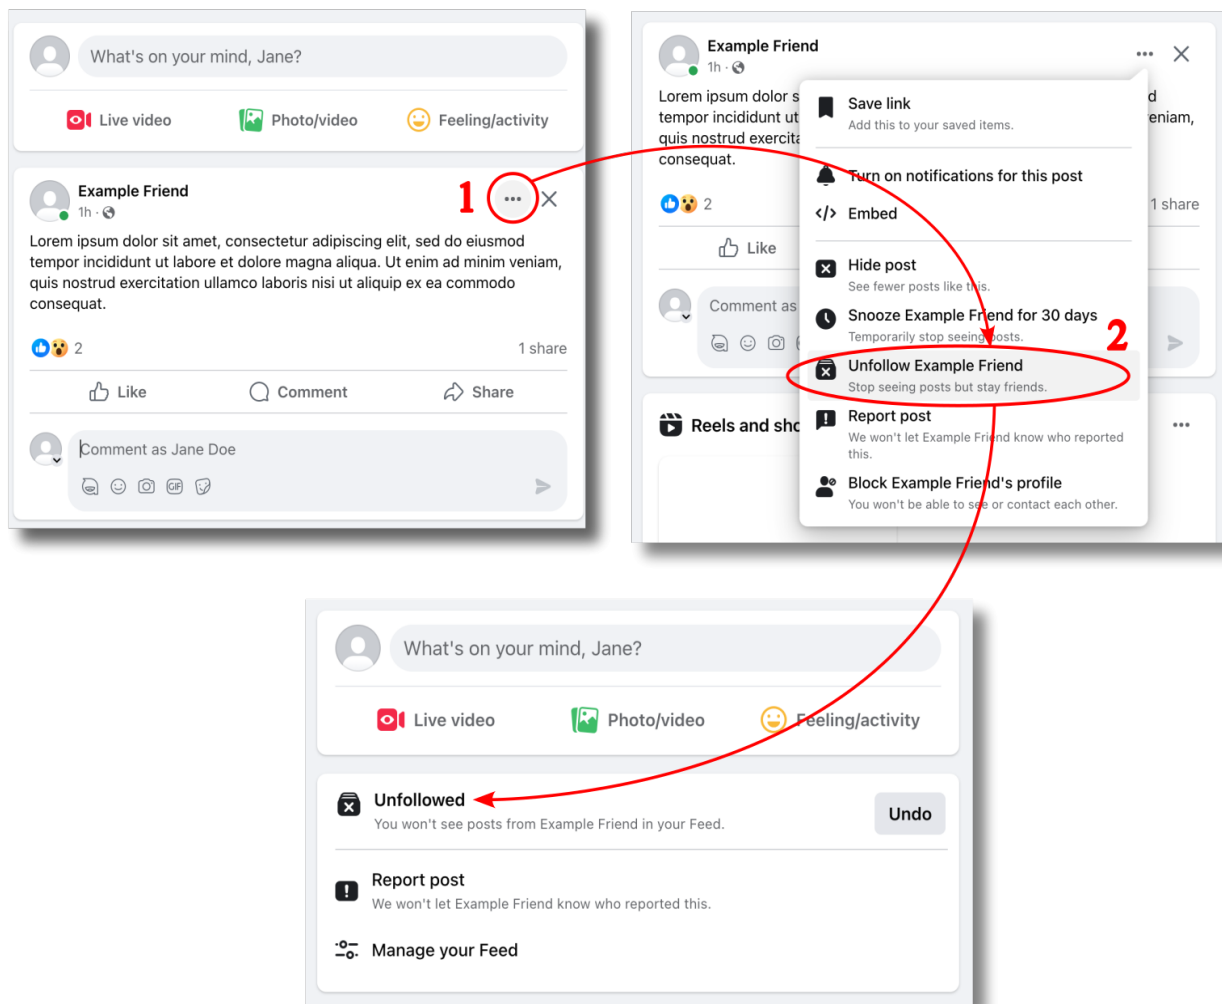 What's on your mind, Jane?
Live video
Photo/video
Feeling/activity
Example Friend
1h ·
1
Lorem ipsum dolor sit amet, consectetur adipiscing elit, sed do eiusmod
tempor incididunt ut labore et dolore magna aliqua. Ut enim ad minim veniam,
quis nostrud exercitation ullamco laboris nisi ut aliquip ex ea commodo
consequat.
2
1 share
Like
Comment
Share
Comment as Jane Doe
GIF
Example Friend
1h ·
Lorem ipsum dolor s
d
tempor incididunt ut
eniam,
quis nostrud exercita
consequat.
2
1 share
Like
Comment as
Reels and sho
Save link
Add this to your saved items.
Turn on notifications for this post
</> Embed
Hide post
See fewer posts like this.
Snooze Example Friend for 30 days
Temporarily stop seeing posts.
2
Unfollow Example Friend
Stop seeing posts but stay friends.
Report post
We won't let Example Friend know who reported
this.
Block Example Friend's profile
You won't be able to see or contact each other.
What's on your mind, Jane?
Live video
Photo/video
Feeling/activity
Unfollowed
You won't see posts from Example Friend in your Feed.
Undo
Report post
We won't let Example Friend know who reported this.
Manage your Feed